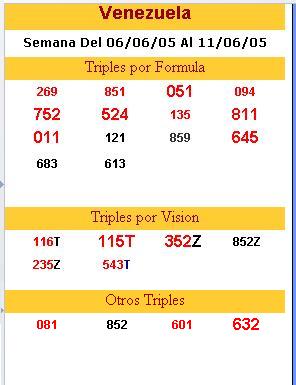 Venezuela
Semana Del 06/06/05 Al 11/06/05
Triples por Formula
269 851 051 094
752 524 135 811
011 121 859 645
683 613
Triples por Vision
116T 115T 352Z 852Z
235Z 543T
Otros Triples
081 852 601 632